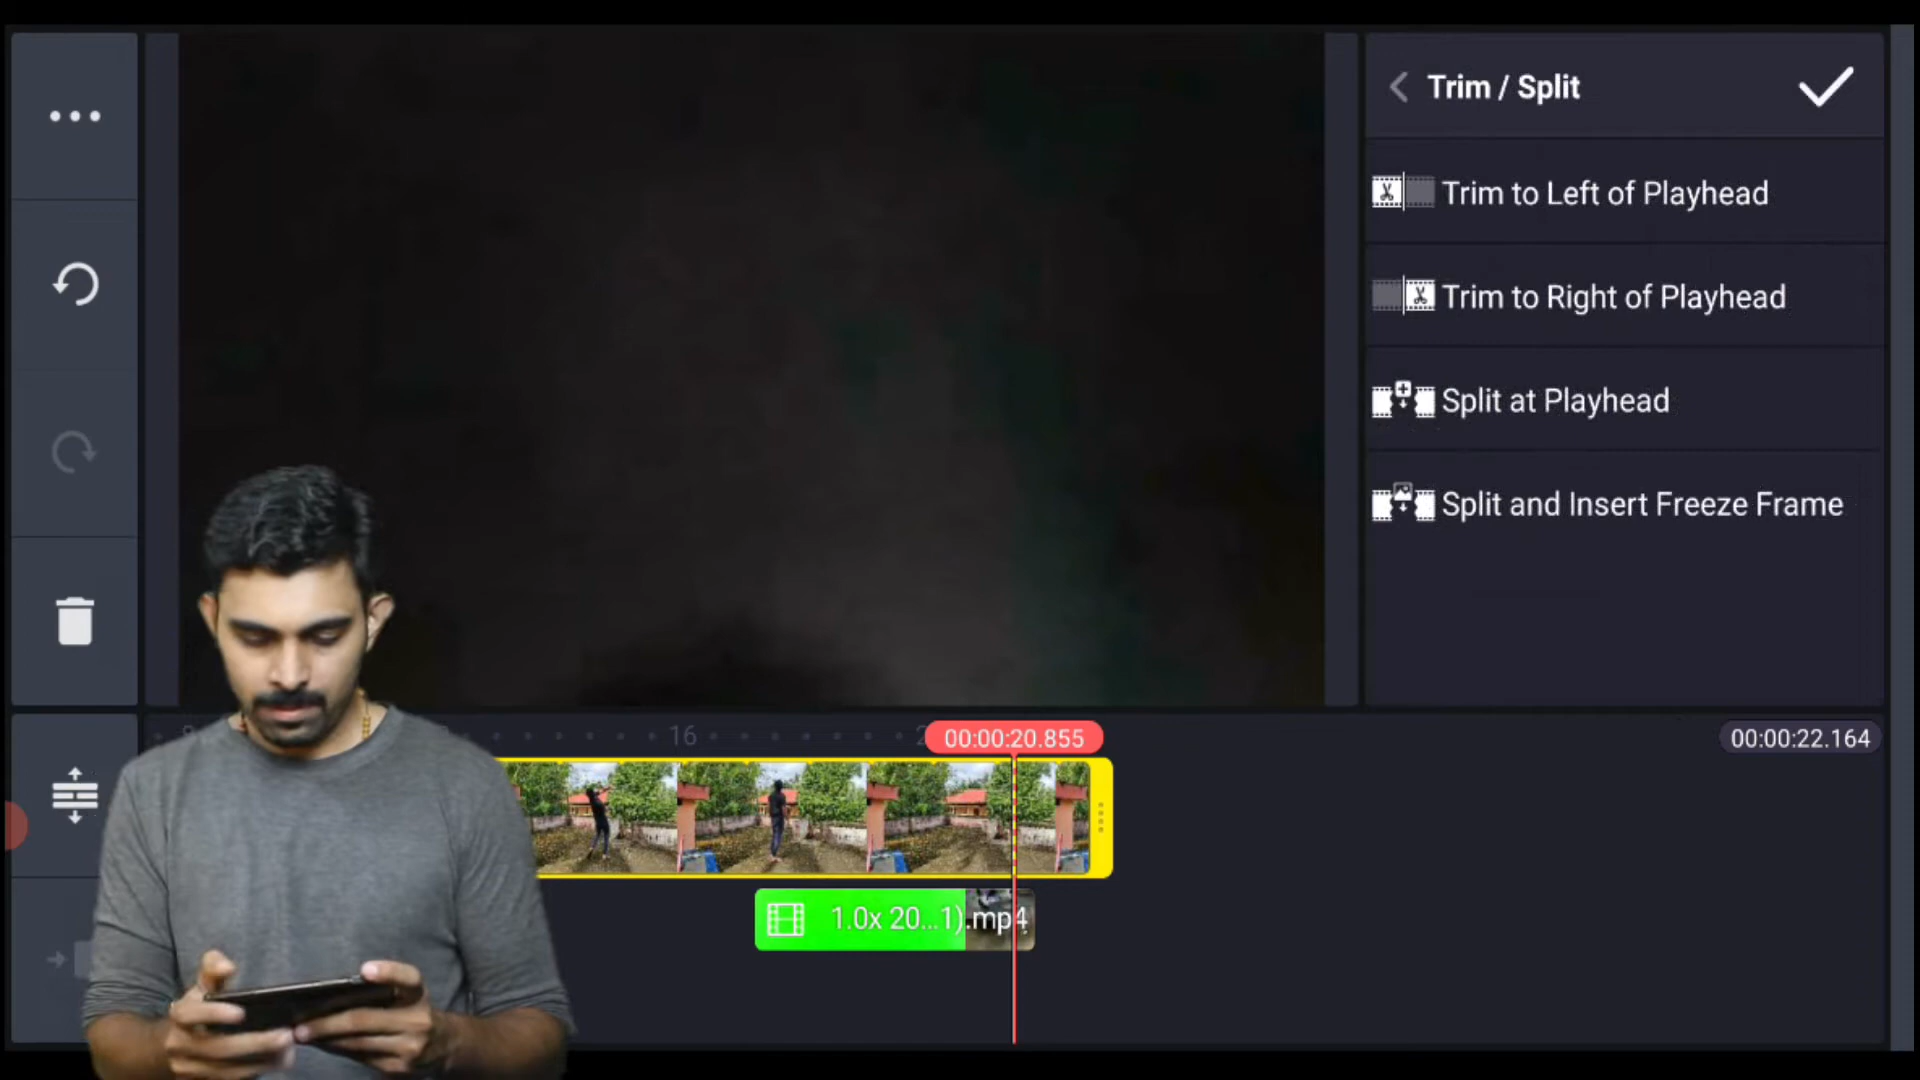 Trim / Split
Trim to Left of Playhead
Trim to Right of Playhead
Split at Playhead
Split and Insert Freeze Frame
16
00:00:20.855
00:00:22.164
1.0x 20...1).mp4